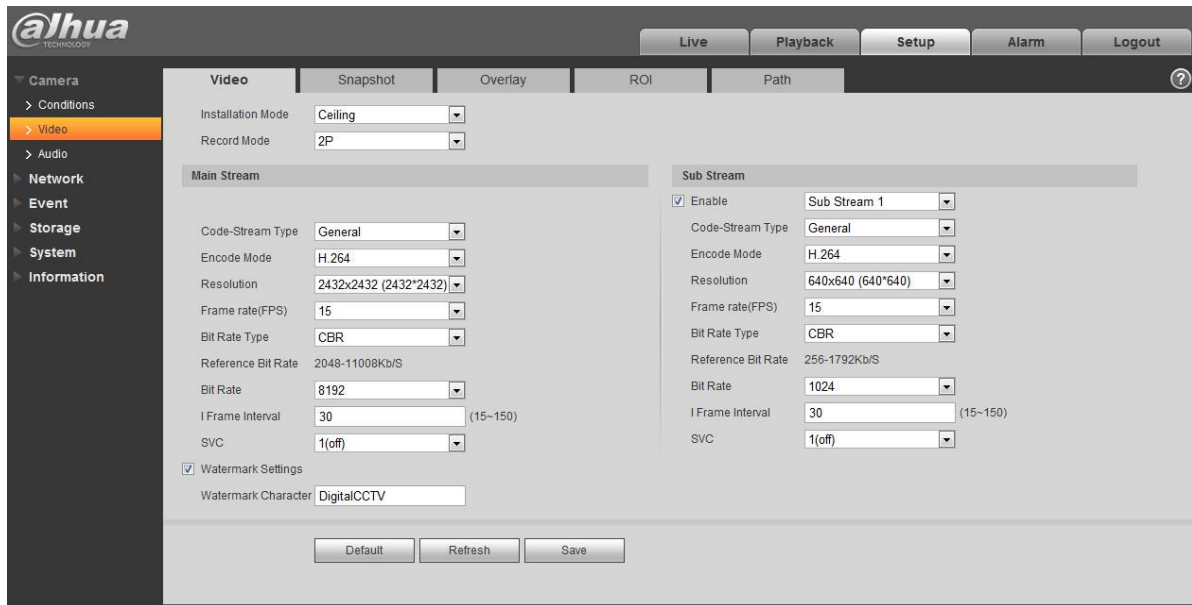 alhua
TECHNOLOGY
Live Playback Setup Alarm Logout
Camera
> Conditions
> Video
> Audio
Network
Event
Storage
System
Information
Video Snapshot Overlay ROI Path ?
Installation Mode Ceiling
Record Mode 2P
Main Stream
Code-Stream Type General
Encode Mode H.264
Resolution 2432x2432 (2432*2432)
Frame rate(FPS) 15
Bit Rate Type CBR
Reference Bit Rate 2048-11008Kb/S
Bit Rate 8192
I Frame Interval 30 (15~150)
SVC 1(off)
Watermark Settings
Watermark Character DigitalCCTV
Sub Stream
Enable Sub Stream 1
Code-Stream Type General
Encode Mode H.264
Resolution 640x640 (640*640)
Frame rate(FPS) 15
Bit Rate Type CBR
Reference Bit Rate 256-1792Kb/S
Bit Rate 1024
I Frame Interval 30 (15~150)
SVC 1(off)
Default Refresh Save